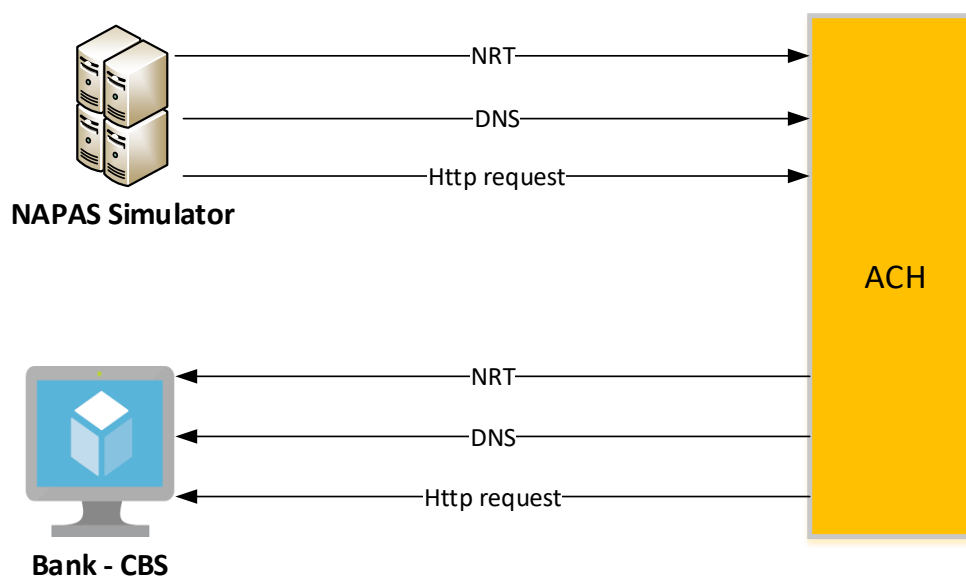 NRT
DNS
Http request
NAPAS Simulator
ACH
NRT
DNS
Http request
Bank - CBS